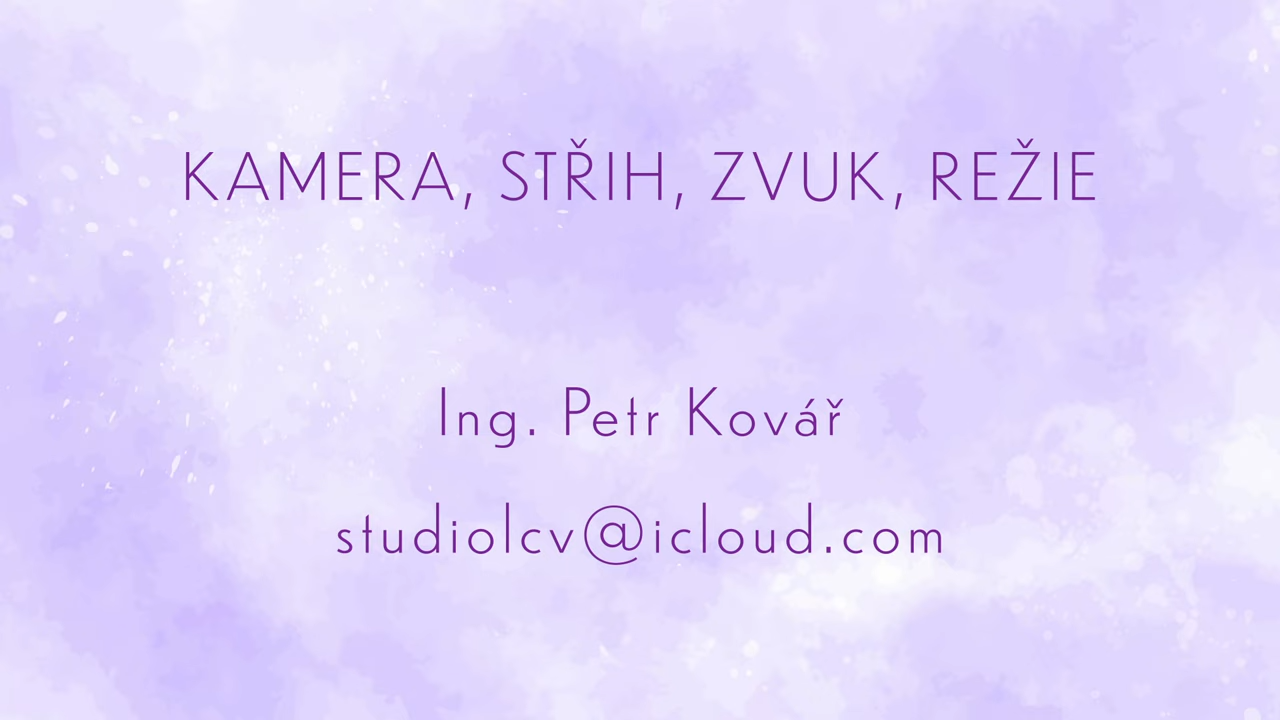 KAMERA, STŘIH, ZVUK, REŽIE
Ing. Petr Kovář
studiolcv@icloud.com